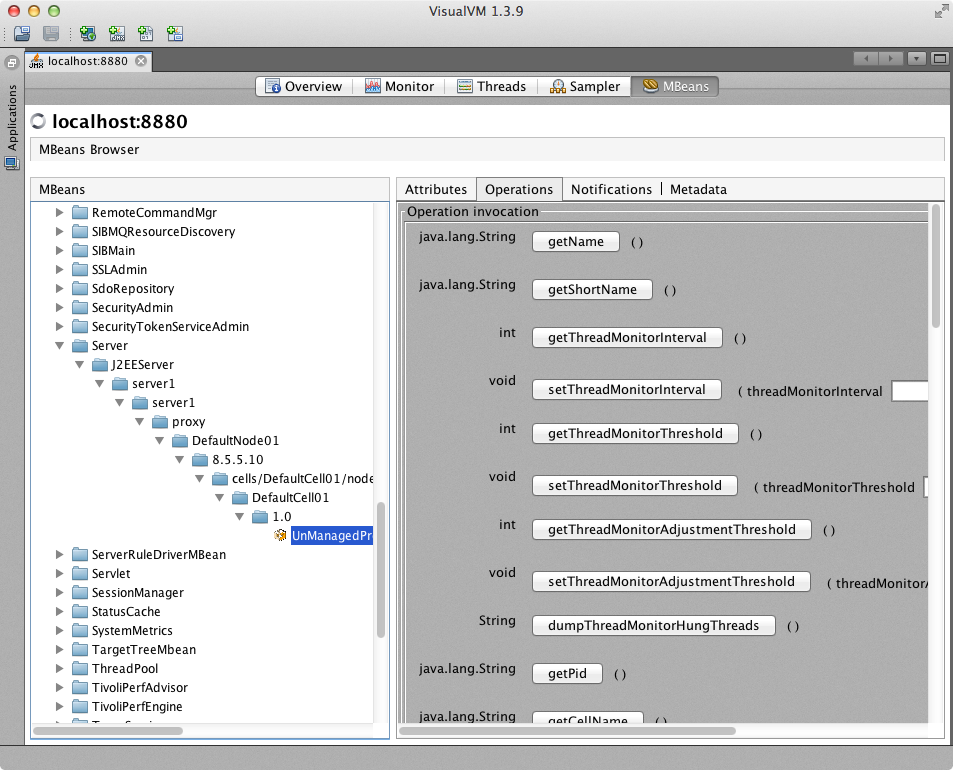 VisualVM 1.3.9
localhost:8880
Applications
Overview Monitor Threads Sampler MBeans
localhost:8880
MBeans Browser
MBeans
RemoteCommandMgr
SIBMQResourceDiscovery
SIBMain
SSLAdmin
SdoRepository
SecurityAdmin
SecurityTokenServiceAdmin
Server
J2EEServer
server1
server1
proxy
DefaultNode01
8.5.5.10
cells/DefaultCell01/node
DefaultCell01
1.0
UnManagedPr
ServerRuleDriverMBean
Servlet
SessionManager
StatusCache
SystemMetrics
TargetTreeMbean
ThreadPool
TivoliPerfAdvisor
TivoliPerfEngine
Attributes Operations Notifications Metadata
Operation invocation
java.lang.String getName ( )
java.lang.String getShortName ( )
int getThreadMonitorInterval ( )
void setThreadMonitorInterval ( threadMonitorInterval
int getThreadMonitorThreshold ( )
void setThreadMonitorThreshold ( threadMonitorThreshold
int getThreadMonitorAdjustmentThreshold ( )
void setThreadMonitorAdjustmentThreshold ( threadMonitorA
String dumpThreadMonitorHungThreads ( )
java.lang.String getPid ( )
java.lang.String getCellName ( )